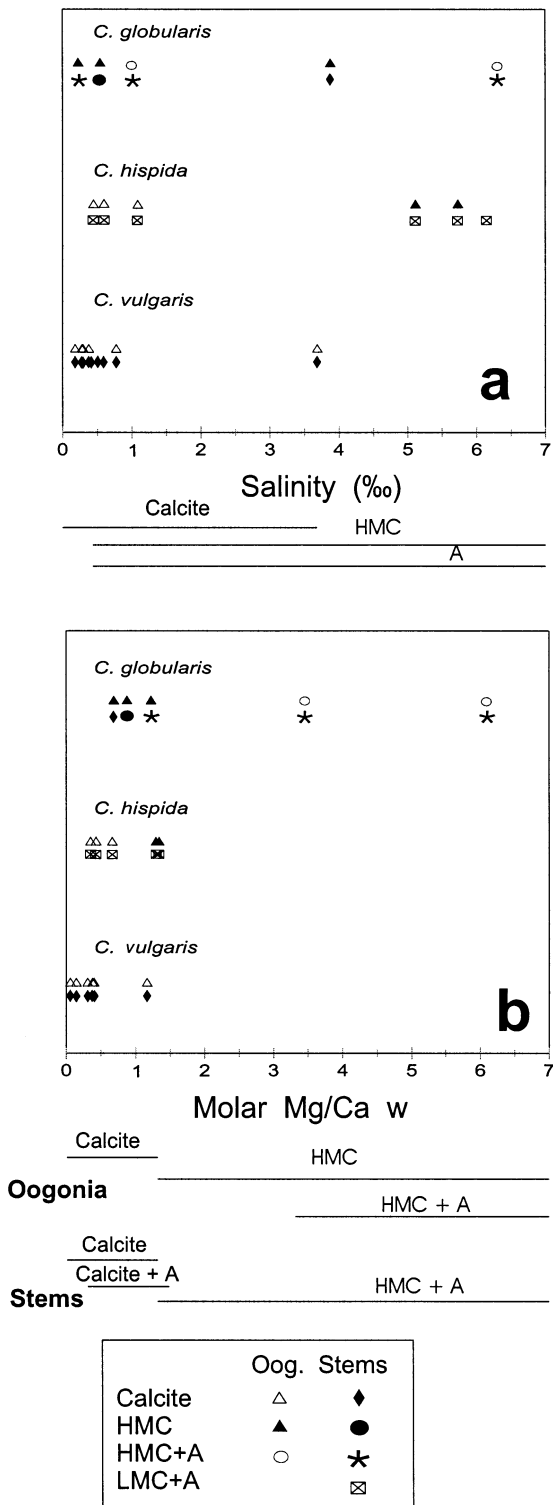 C. globularis
C. hispida
C. vulgaris
a
0 1 2 3 4 5 6 7
Salinity (‰)
Calcite
HMC
A
C. globularis
C. hispida
C. vulgaris
b
0 1 2 3 4 5 6 7
Molar Mg/Ca w
Calcite
HMC
Oogonia
HMC + A
Calcite
Calcite + A
HMC + A
Stems
Oog. Stems
Calcite
HMC
HMC+A
LMC+A